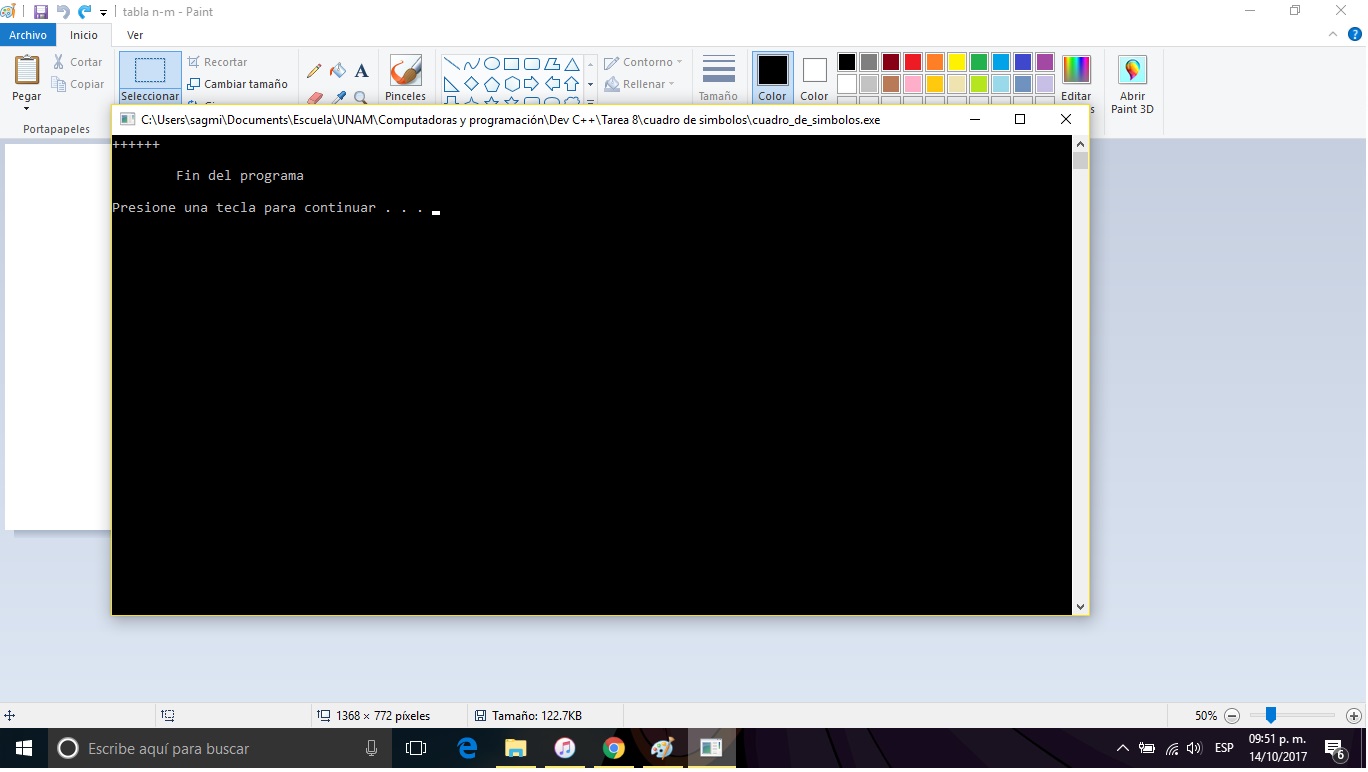 tabla n-m - Paint
Archivo Inicio Ver
Pegar
Cortar
Copiar
Portapapeles
Seleccionar
Recortar
Cambiar tamaño
A
Pinceles
Contorno
Rellenar
Tamaño
Color
Color
Editar
Abrir
Paint 3D
C:\Users\sagmi\Documents\Escuela\UNAM\Computadoras y programación\Dev C++\Tarea 8\cuadro de simbolos\cuadro_de_simbolos.exe
++++++
Fin del programa
Presione una tecla para continuar . . .
1368 × 772 píxeles
Tamaño: 122.7KB
50%
Escribe aquí para buscar
ESP
09:51 p. m.
14/10/2017
6